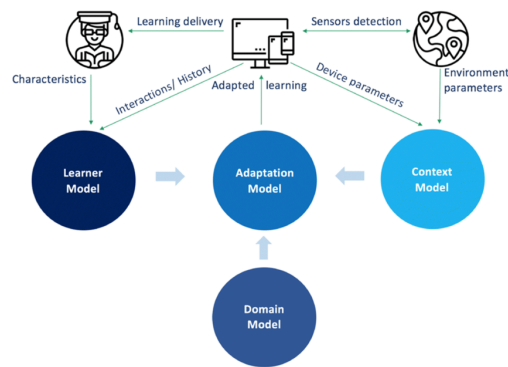 Learning delivery
Sensors detection
Characteristics
Interactions/ History
Adapted learning
Device parameters
Environment
parameters
Learner
Model
Adaptation
Model
Context
Model
Domain
Model